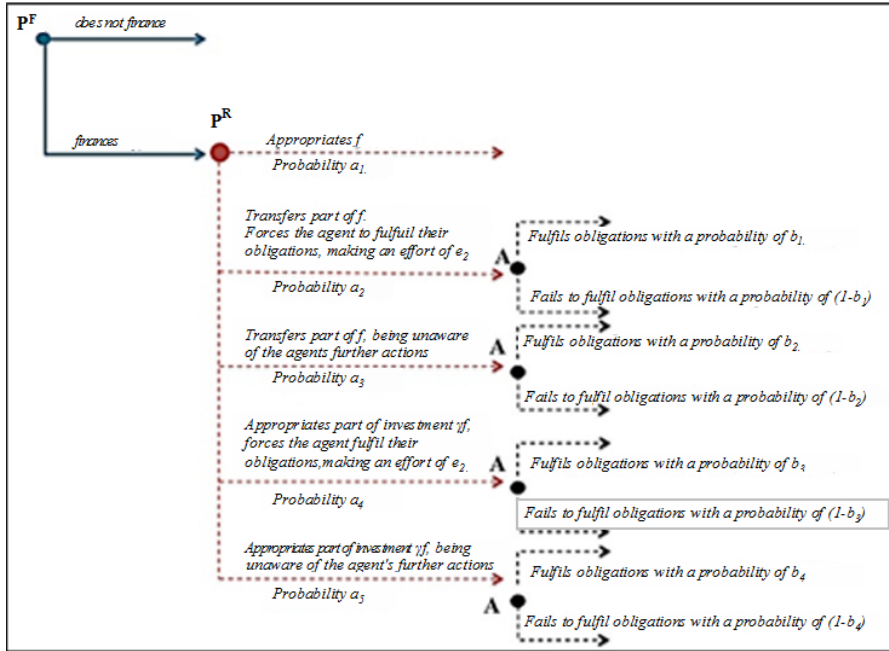 P^F
does not finance
finances
P^R
Appropriates f
Probability a₁.
Transfers part of f.
Forces the agent to fulfuil their
obligations, making an effort of e₂
Probability a₂
A
Fulfils obligations with a probability of b₁.
Fails to fulfil obligations with a probability of (1-b₁)
Transfers part of f, being unaware
of the agents further actions
Probability a₃
A
Fulfils obligations with a probability of b₂.
Fails to fulfil obligations with a probability of (1-b₂)
Appropriates part of investment γf,
forces the agent fulfil their
obligations,making an effort of e₂.
Probability a₄
A
Fulfils obligations with a probability of b₃
Fails to fulfil obligations with a probability of (1-b₃)
Appropriates part of investment γf, being
unaware of the agent's further actions
Probability a₅
A
Fulfils obligations with a probability of b₄
Fails to fulfil obligations with a probability of (1-b₄)